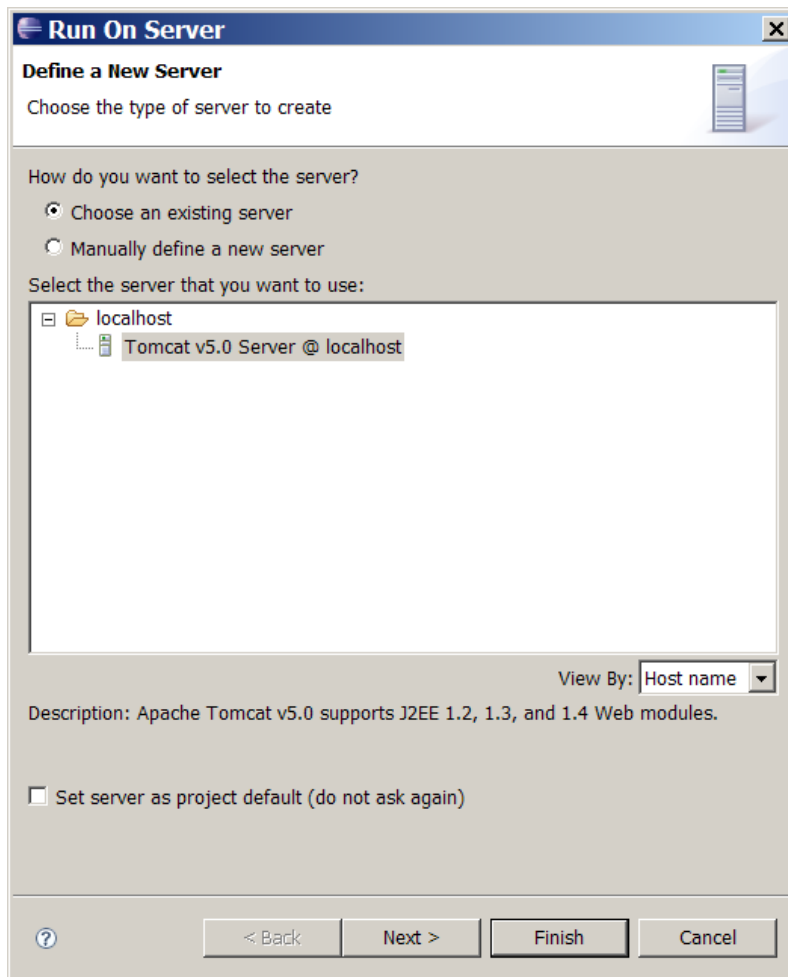 Run On Server
Define a New Server
Choose the type of server to create
How do you want to select the server?
Choose an existing server
Manually define a new server
Select the server that you want to use:
localhost
Tomcat v5.0 Server @ localhost
View By: Host name
Description: Apache Tomcat v5.0 supports J2EE 1.2, 1.3, and 1.4 Web modules.
Set server as project default (do not ask again)
? < Back Next > Finish Cancel